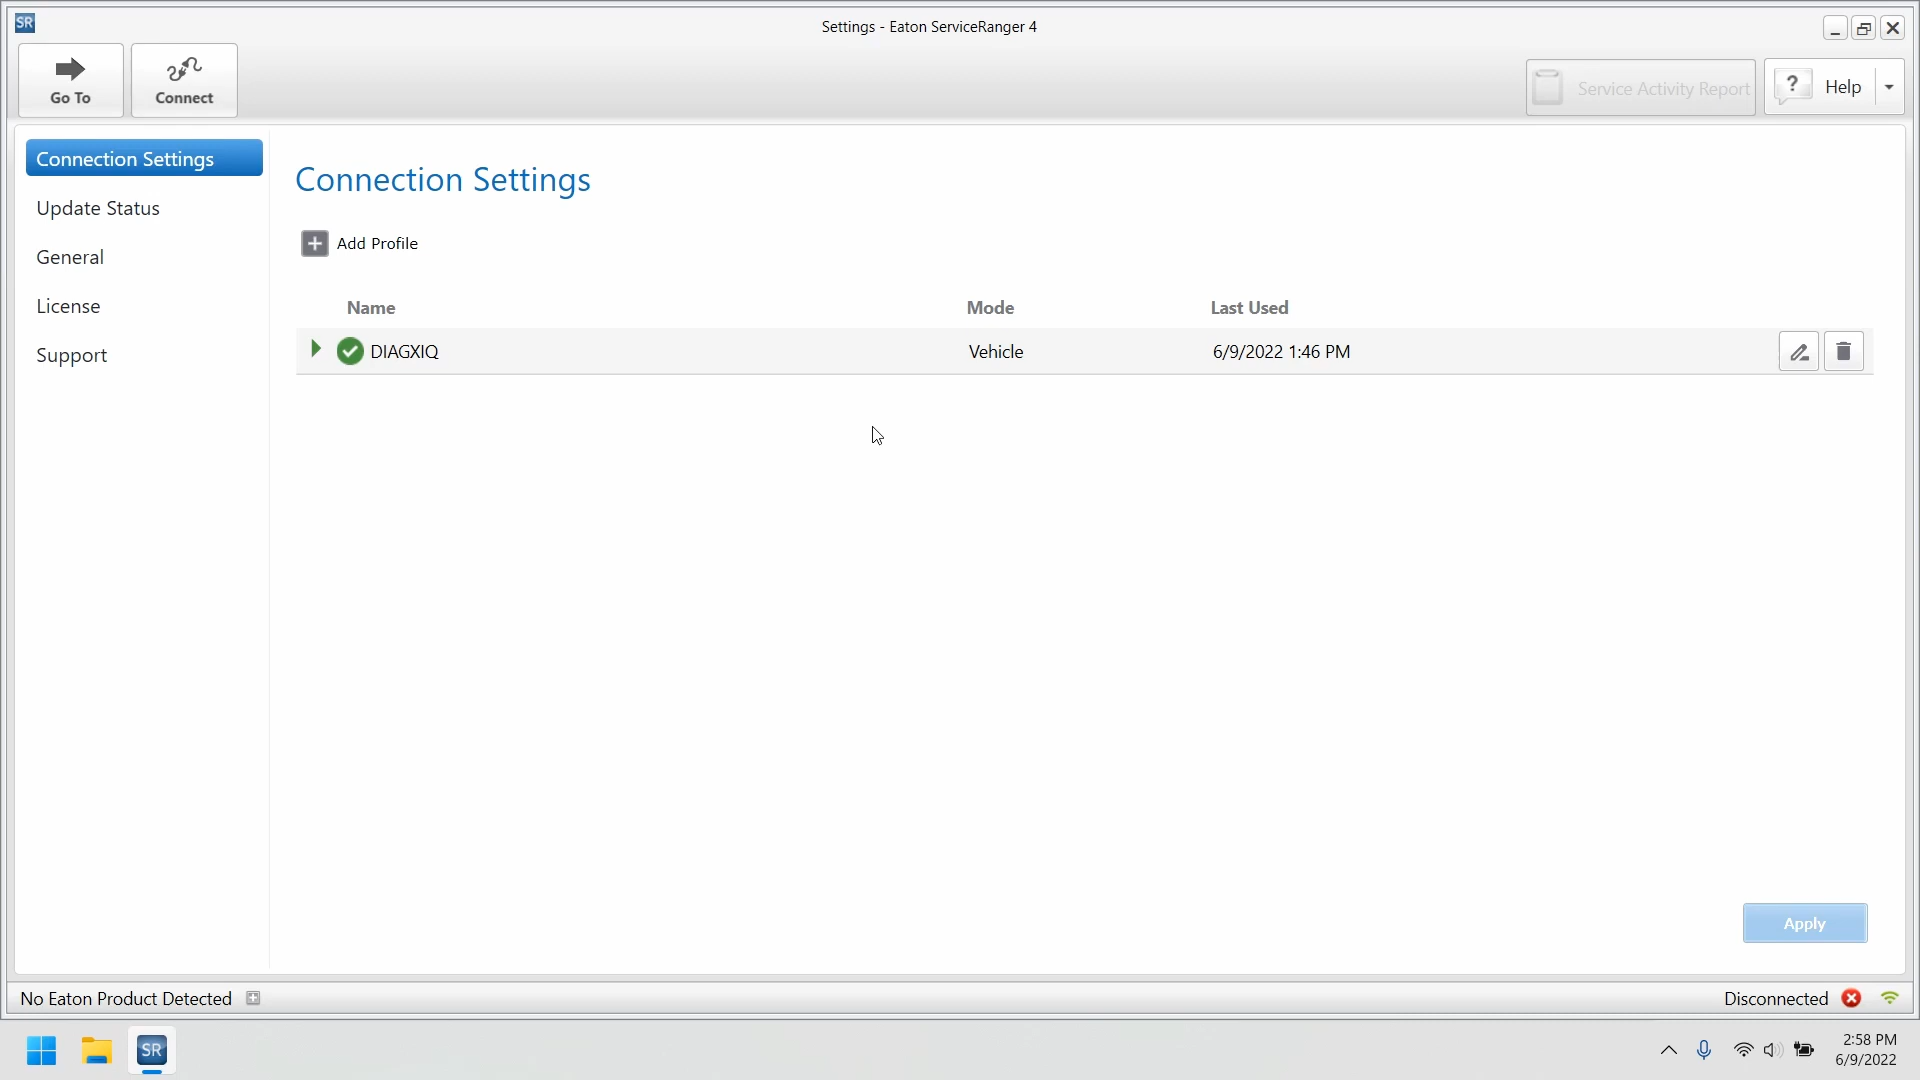 SR
Settings - Eaton ServiceRanger 4
Go To
Connect
Service Activity Report
? Help
Connection Settings
Update Status
General
License
Support
Connection Settings
Add Profile
Name Mode Last Used
DIAGXIQ Vehicle 6/9/2022 1:46 PM
Apply
No Eaton Product Detected
Disconnected
SR
2:58 PM
6/9/2022